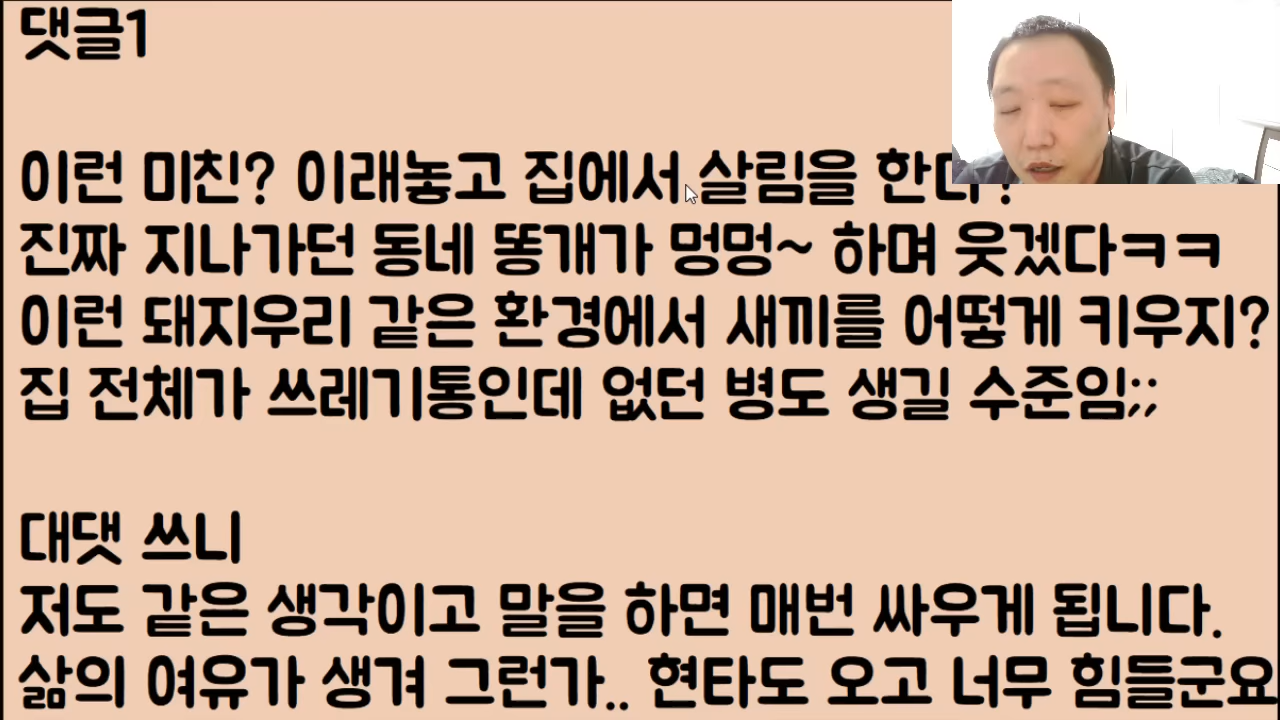 댓글1
이런 미친? 이래놓고 집에서 살림을 한다?
진짜 지나가던 동네 똥개가 멍멍~ 하며 웃겠다ㅋㅋ
이런 돼지우리 같은 환경에서 새끼를 어떻게 키우지?
집 전체가 쓰레기통인데 없던 병도 생길 수준임;;
대댓 쓰니
저도 같은 생각이고 말을 하면 매번 싸우게 됩니다.
삶의 여유가 생겨 그런가.. 현타도 오고 너무 힘들군요